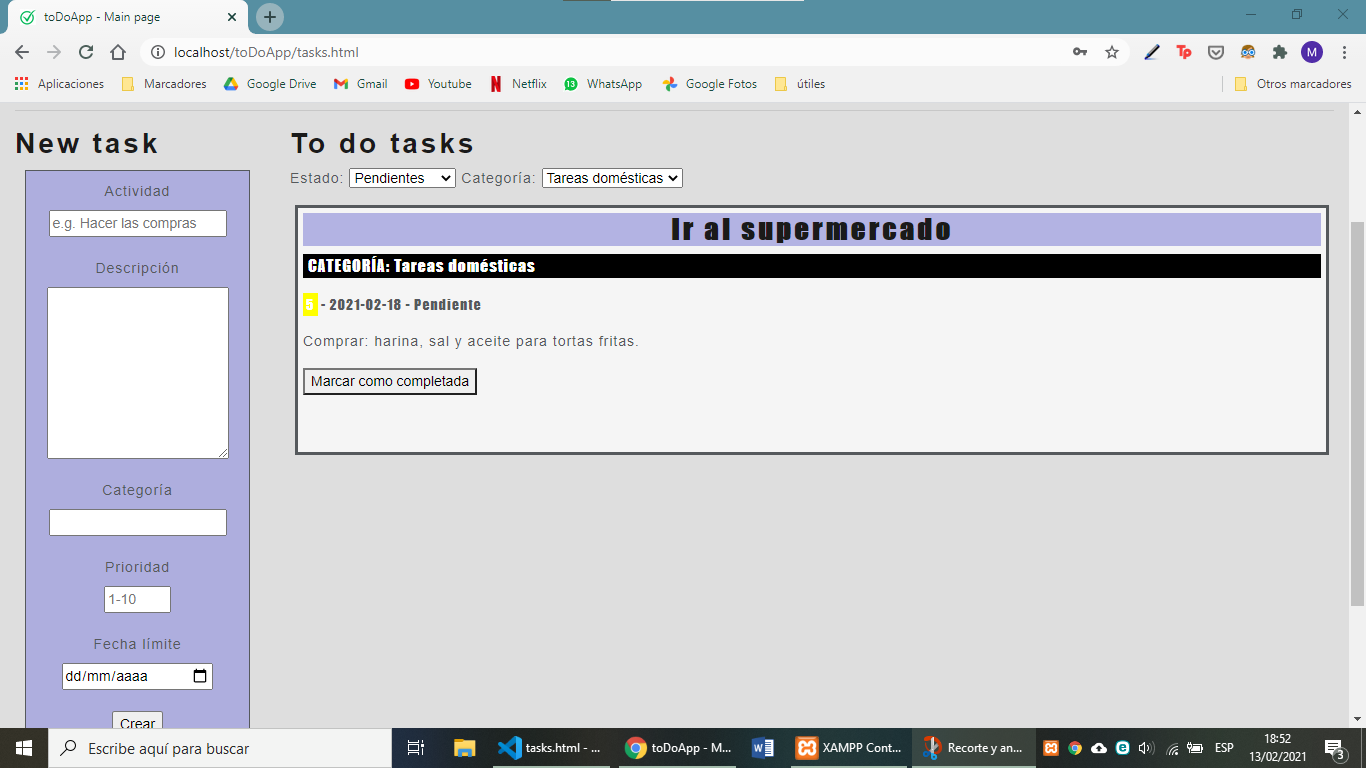 toDoApp - Main page
localhost/toDoApp/tasks.html
M
Aplicaciones Marcadores Google Drive Gmail Youtube Netflix 13 WhatsApp Google Fotos útiles Otros marcadores
New task
Actividad
e.g. Hacer las compras
Descripción
Categoría
Prioridad
1-10
Fecha límite
dd/mm/aaaa
Crear
To do tasks
Estado: Pendientes Categoría: Tareas domésticas
Ir al supermercado
CATEGORÍA: Tareas domésticas
5 - 2021-02-18 - Pendiente
Comprar: harina, sal y aceite para tortas fritas.
Marcar como completada
Escribe aquí para buscar
tasks.html - ...
toDoApp - M...
XAMPP Cont...
Recorte y an...
ESP
18:52
13/02/2021
3